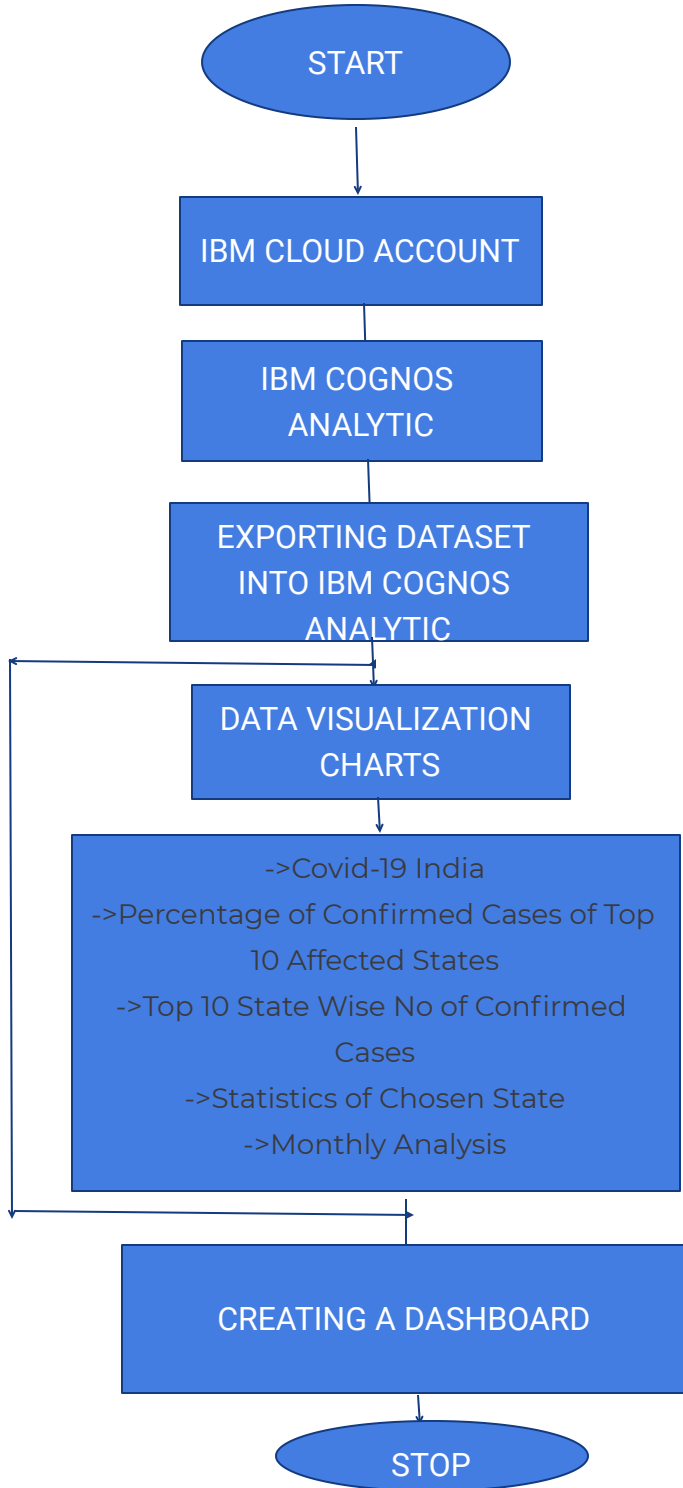 START
IBM CLOUD ACCOUNT
IBM COGNOS
ANALYTIC
EXPORTING DATASET
INTO IBM COGNOS
ANALYTIC
DATA VISUALIZATION
CHARTS
->Covid-19 India
->Percentage of Confirmed Cases of Top
10 Affected States
->Top 10 State Wise No of Confirmed
Cases
->Statistics of Chosen State
->Monthly Analysis
CREATING A DASHBOARD
STOP